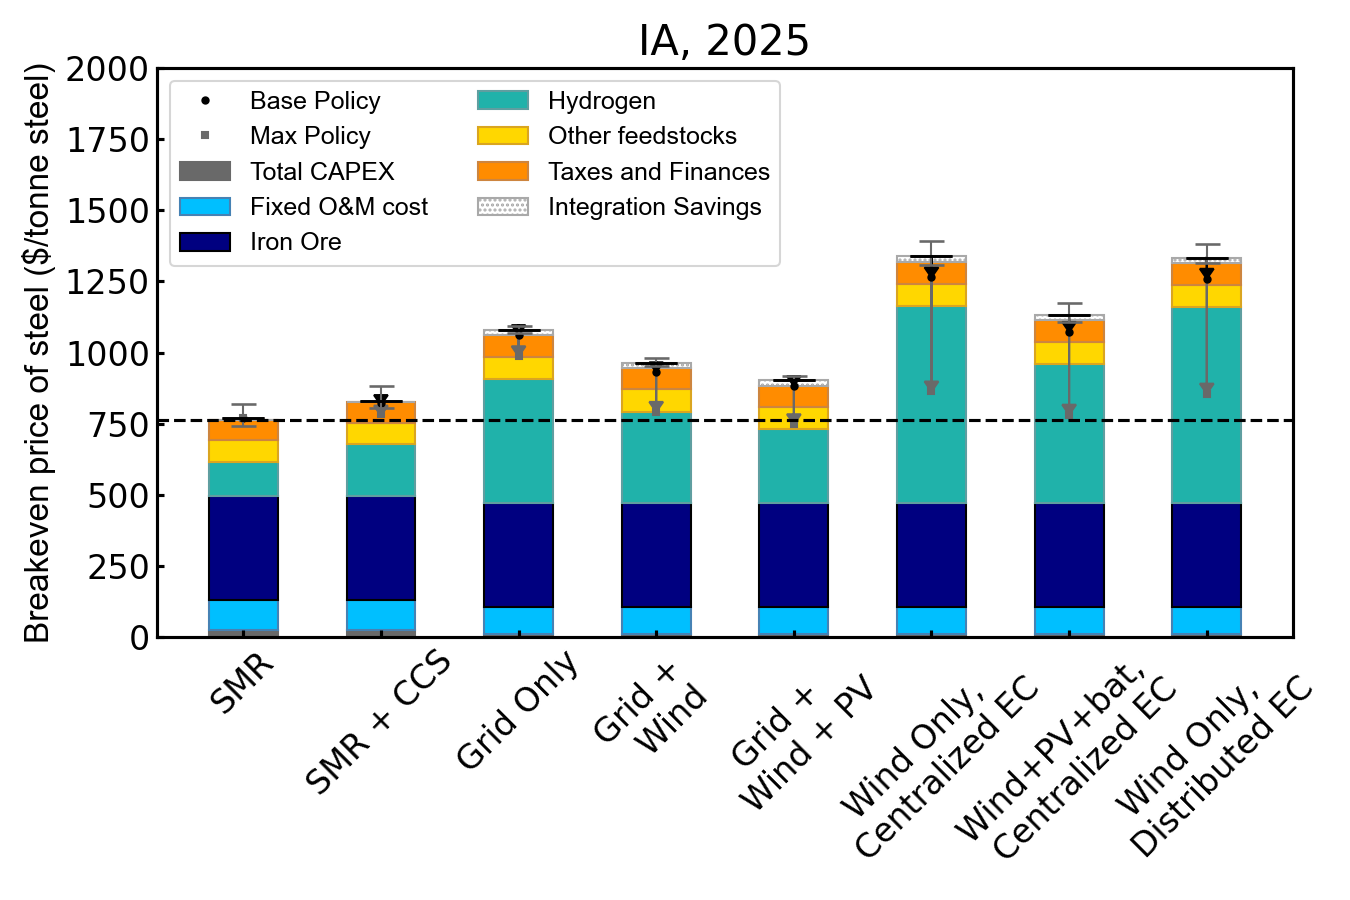 IA, 2025
Breakeven price of steel ($/tonne steel)
2000
1750
1500
1250
1000
750
500
250
0
Base Policy
Max Policy
Total CAPEX
Fixed O&M cost
Iron Ore
Hydrogen
Other feedstocks
Taxes and Finances
Integration Savings
SMR
SMR + CCS
Grid Only
Grid +
Wind
Grid +
Wind + PV
Wind Only,
Centralized EC
Wind+PV+bat,
Centralized EC
Wind Only,
Distributed EC